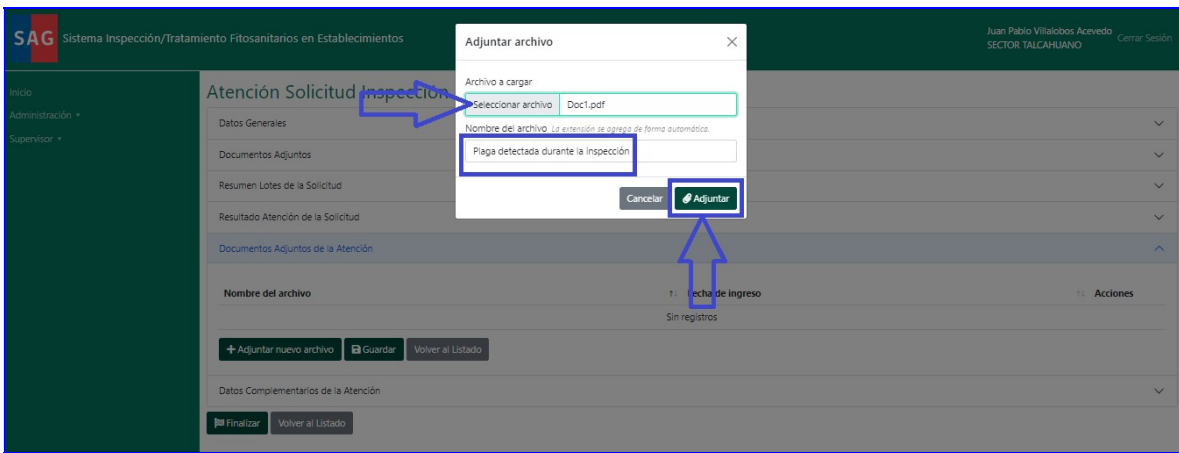 SAG Sistema Inspección/Tratamiento Fitosanitarios en Establecimientos
Juan Pablo Villalobos Acevedo
SECTOR TALCAHUANO
Cerrar Sesión
Inicio
Administración
Supervisor
Atención Solicitud Inspección
Datos Generales
Documentos Adjuntos
Resumen Lotes de la Solicitud
Resultado Atención de la Solicitud
Documentos Adjuntos de la Atención
Nombre del archivo Fecha de ingreso Acciones
Sin registros
Adjuntar nuevo archivo Guardar Volver al Listado
Datos Complementarios de la Atención
Finalizar Volver al Listado
Adjuntar archivo
Archivo a cargar
Seleccionar archivo Doc1.pdf
Nombre del archivo La extensión se agrega de forma automática.
Plaga detectada durante la inspección
Cancelar Adjuntar